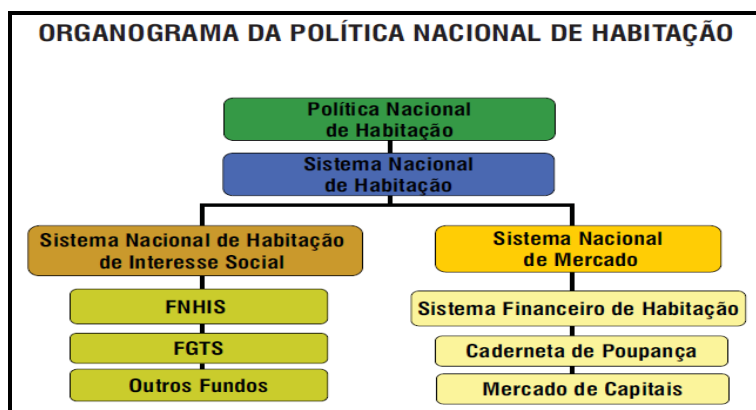 ORGANOGRAMA DA POLÍTICA NACIONAL DE HABITAÇÃO
Política Nacional
de Habitação
Sistema Nacional
de Habitação
Sistema Nacional de Habitação
de Interesse Social
FNHIS
FGTS
Outros Fundos
Sistema Nacional
de Mercado
Sistema Financeiro de Habitação
Caderneta de Poupança
Mercado de Capitais